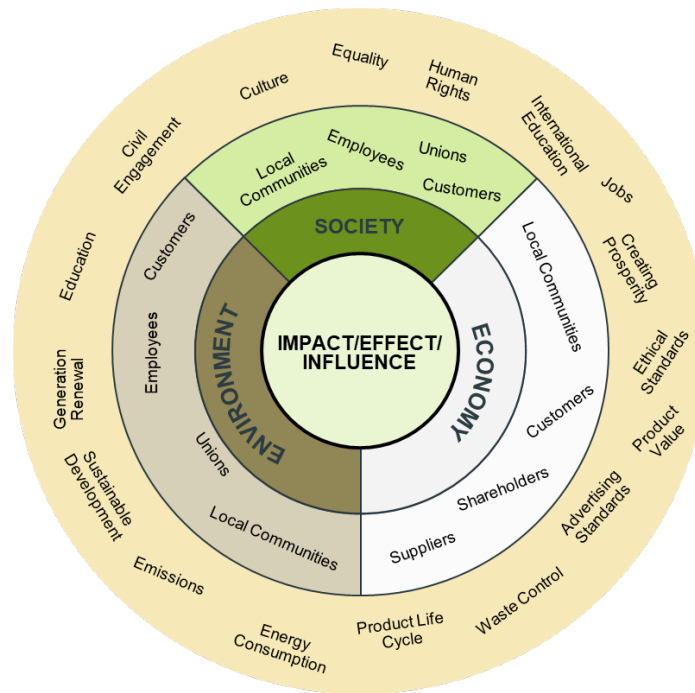 Equality
Human
Rights
International
Education
Jobs
Creating
Prosperity
Ethical
Standards
Product
Value
Advertising
Standards
Waste Control
Product Life
Cycle
Energy
Consumption
Emissions
Sustainable
Development
Generation
Renewal
Education
Civil
Engagement
Culture
Local
Communities
Employees
Unions
Customers
SOCIETY
Local Communities
Customers
Shareholders
Suppliers
ECONOMY
Customers
Employees
Unions
Local Communities
ENVIRONMENT
IMPACT/EFFECT/
INFLUENCE